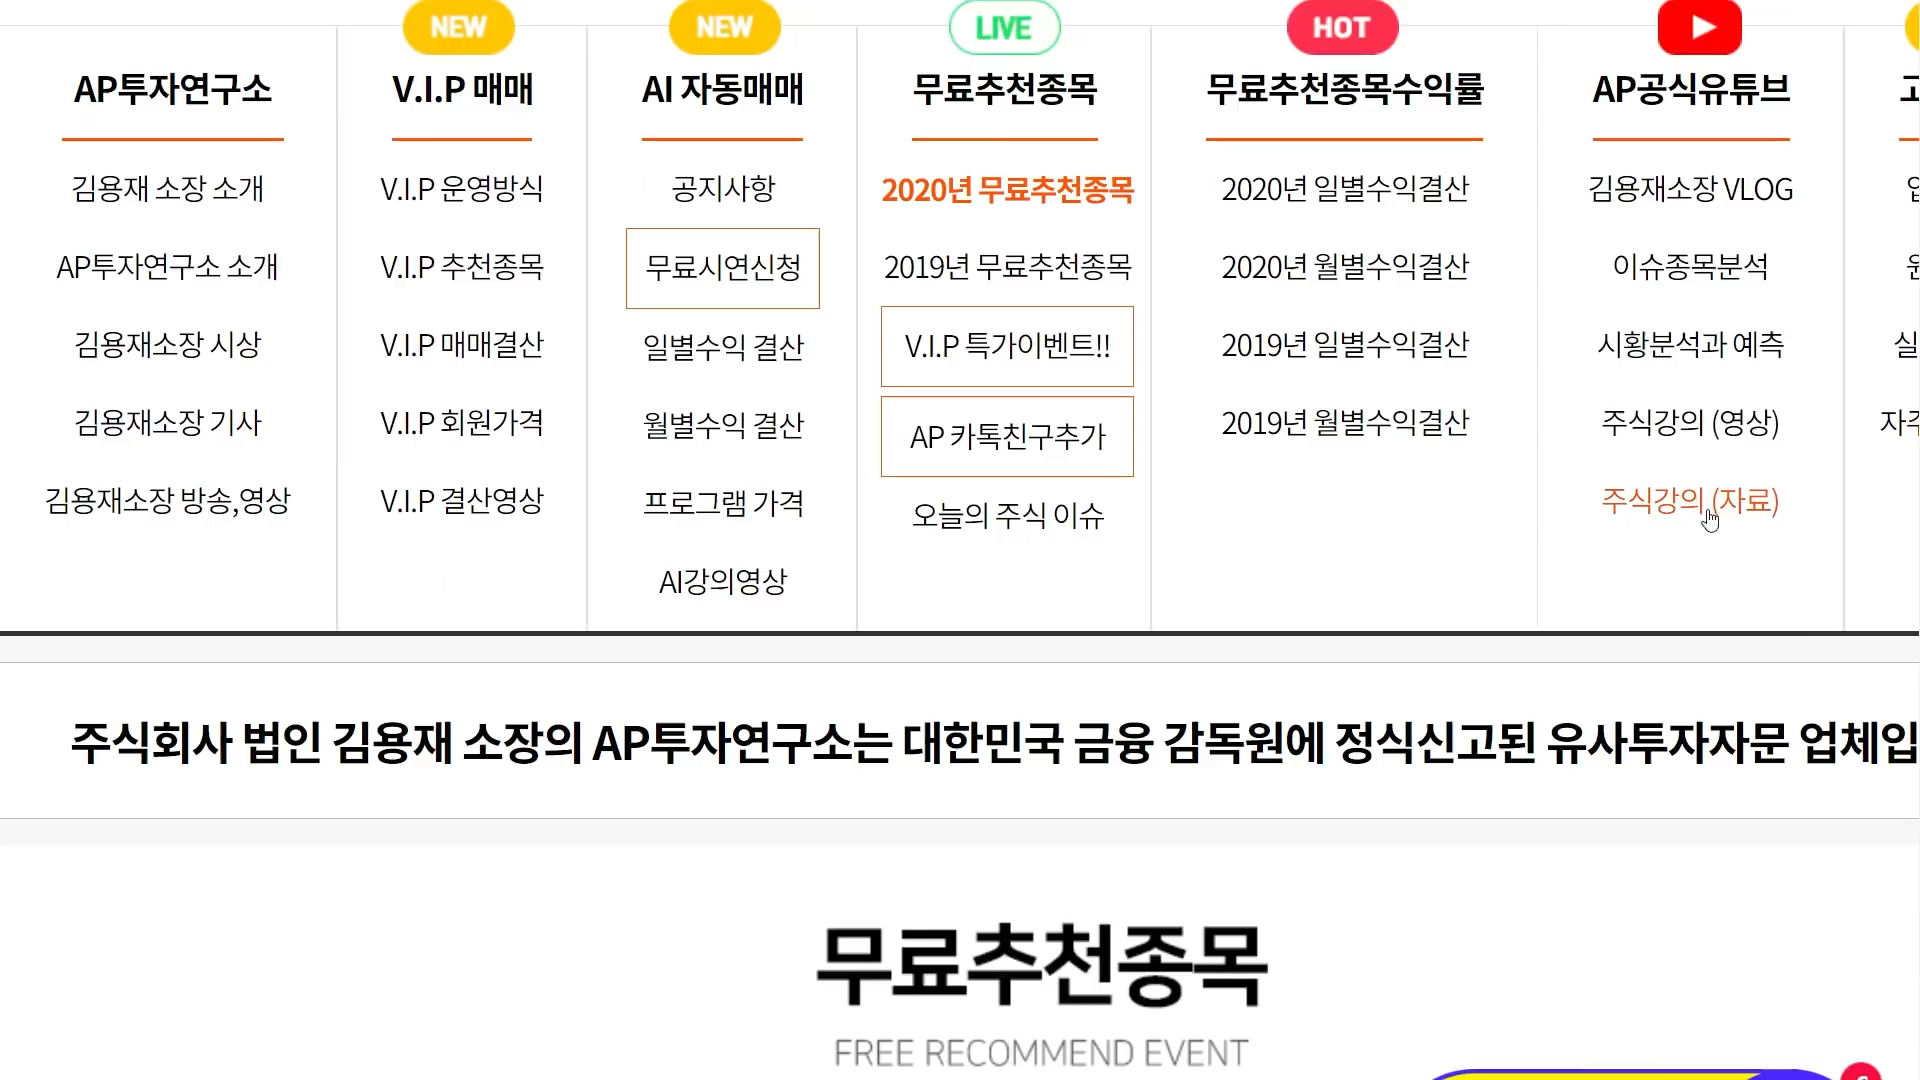 NEW
NEW
LIVE
HOT
AP투자연구소
V.I.P 매매
AI 자동매매
무료추천종목
무료추천종목수익률
AP공식유튜브
김용재 소장 소개
AP투자연구소 소개
김용재소장 시상
김용재소장 기사
김용재소장 방송,영상
V.I.P 운영방식
V.I.P 추천종목
V.I.P 매매결산
V.I.P 회원가격
V.I.P 결산영상
공지사항
무료시연신청
일별수익 결산
월별수익 결산
프로그램 가격
AI강의영상
2020년 무료추천종목
2019년 무료추천종목
V.I.P 특가이벤트!!
AP 카톡친구추가
오늘의 주식 이슈
2020년 일별수익결산
2020년 월별수익결산
2019년 일별수익결산
2019년 월별수익결산
김용재소장 VLOG
이슈종목분석
시황분석과 예측
주식강의 (영상)
주식강의 (자료)
실
자주
주식회사 법인 김용재 소장의 AP투자연구소는 대한민국 금융 감독원에 정식신고된 유사투자자문 업체입
무료추천종목
FREE RECOMMEND EVENT